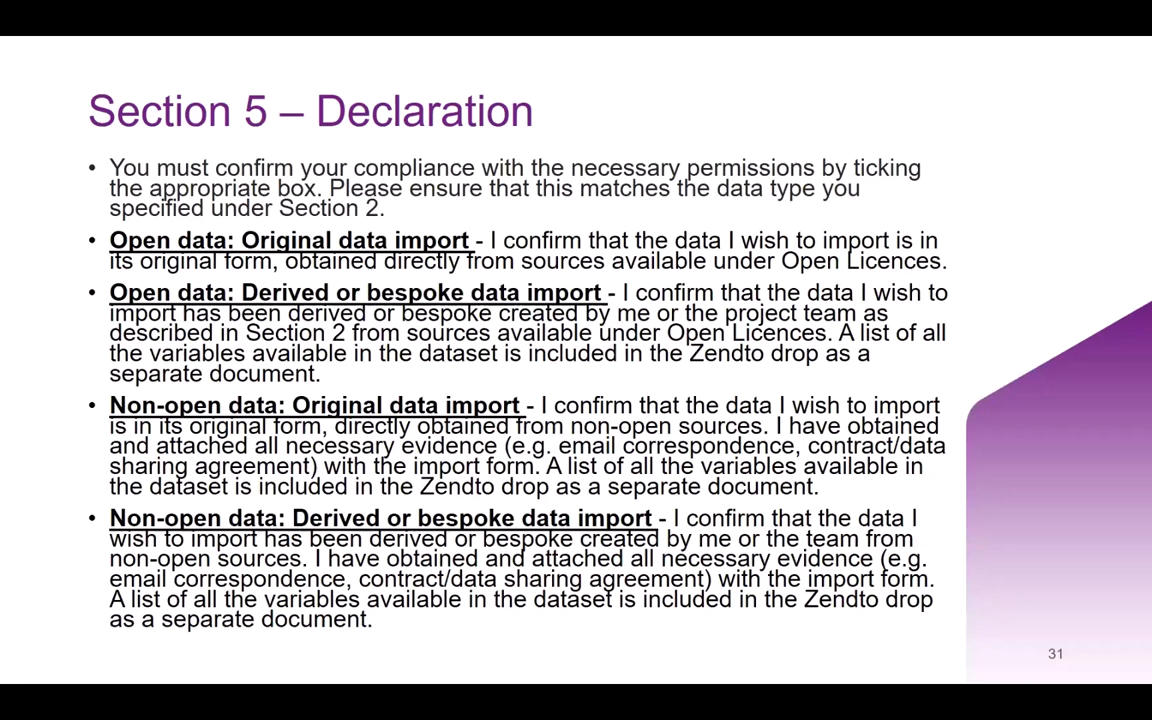 Section 5 – Declaration
• You must confirm your compliance with the necessary permissions by ticking
the appropriate box. Please ensure that this matches the data type you
specified under Section 2.
• Open data: Original data import - I confirm that the data I wish to import is in
its original form, obtained directly from sources available under Open Licences.
• Open data: Derived or bespoke data import - I confirm that the data I wish to
import has been derived or bespoke created by me or the project team as
described in Section 2 from sources available under Open Licences. A list of all
the variables available in the dataset is included in the Zendto drop as a
separate document.
• Non-open data: Original data import - I confirm that the data I wish to import
is in its original form, directly obtained from non-open sources. I have obtained
and attached all necessary evidence (e.g. email correspondence, contract/data
sharing agreement) with the import form. A list of all the variables available in
the dataset is included in the Zendto drop as a separate document.
• Non-open data: Derived or bespoke data import - I confirm that the data I
wish to import has been derived or bespoke created by me or the team from
non-open sources. I have obtained and attached all necessary evidence (e.g.
email correspondence, contract/data sharing agreement) with the import form.
A list of all the variables available in the dataset is included in the Zendto drop
as a separate document.
31